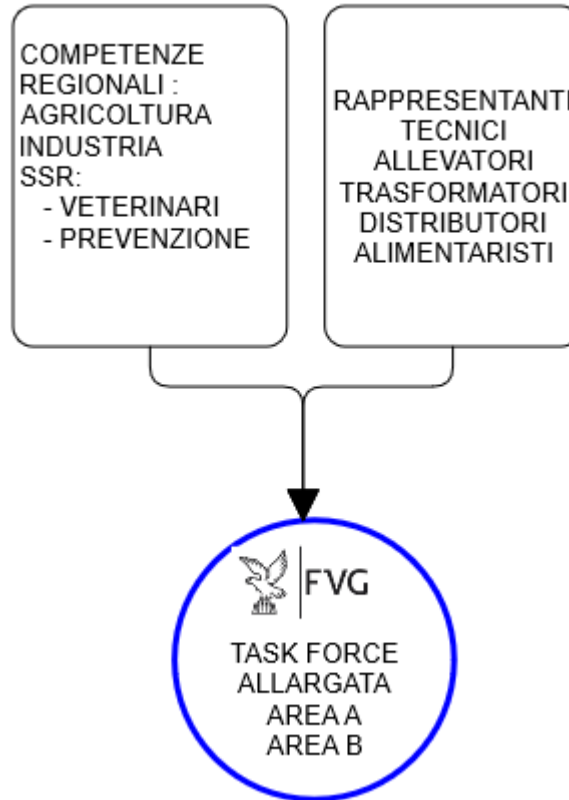 COMPETENZE
REGIONALI :
AGRICOLTURA
INDUSTRIA
SSR:
- VETERINARI
- PREVENZIONE
RAPPRESENTANTI
TECNICI
ALLEVATORI
TRASFORMATORI
DISTRIBUTORI
ALIMENTARISTI
FVG
TASK FORCE
ALLARGATA
AREA A
AREA B